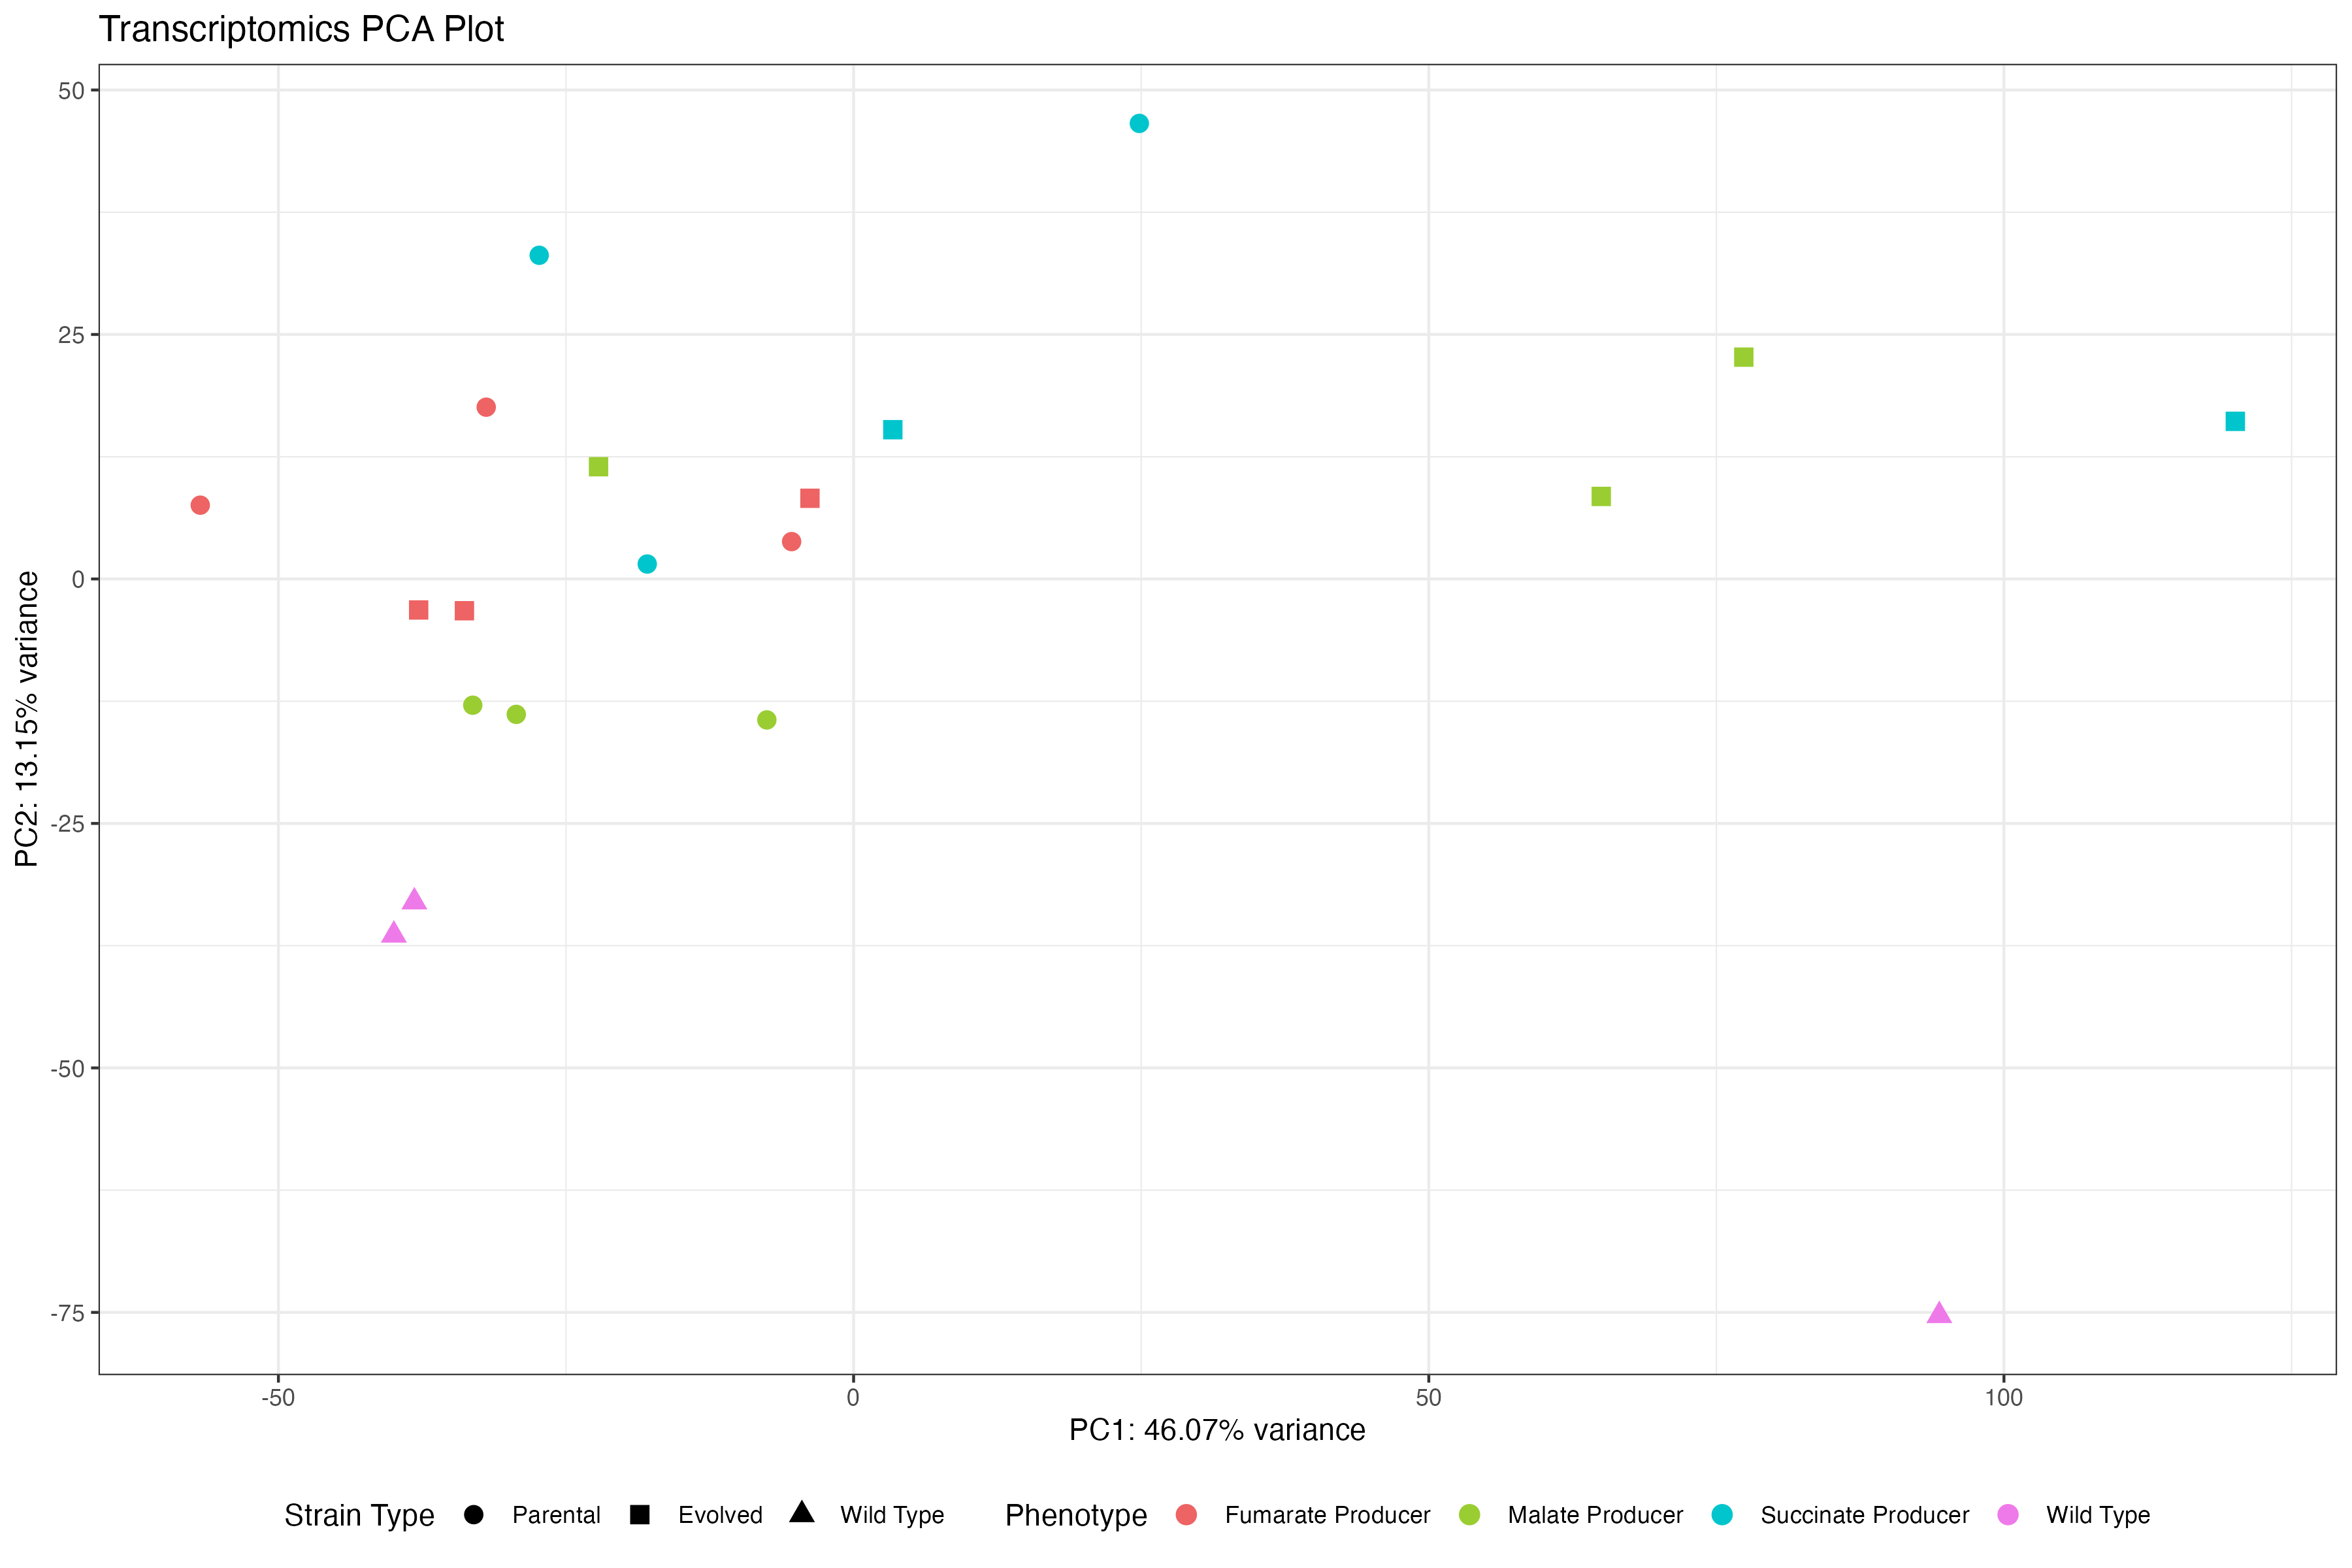 Transcriptomics PCA Plot
50
25
0
-25
-50
-75
PC2: 13.15% variance
-50 0 50 100
PC1: 46.07% variance
Strain Type Parental Evolved Wild Type Phenotype Fumarate Producer Malate Producer Succinate Producer Wild Type